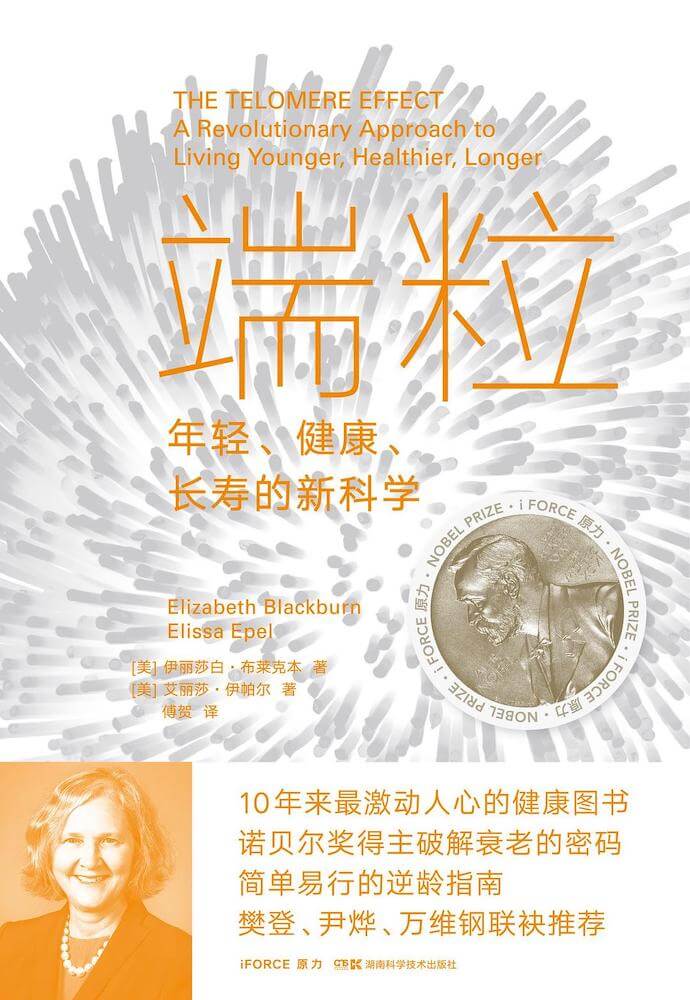 THE TELOMERE EFFECT
A Revolutionary Approach to
Living Younger, Healthier, Longer
端粒
年轻、健康、
长寿的新科学
NOBEL PRIZE · iFORCE 原力 · NOBEL PRIZE · iFORCE 原力 · NOBEL PRIZE · iFORCE 原力 ·
Elizabeth Blackburn
Elissa Epel
[美] 伊丽莎白·布莱克本 著
[美] 艾丽莎·伊帕尔 著
傅贺 译
10年来最激动人心的健康图书
诺贝尔奖得主破解衰老的密码
简单易行的逆龄指南
樊登、尹烨、万维钢联袂推荐
iFORCE 原力 湖南科学技术出版社